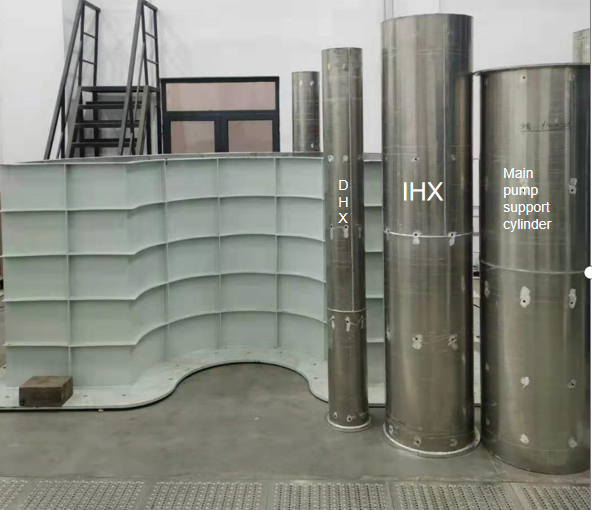 D
H
X
IHX
Main
pump
support
cylinder